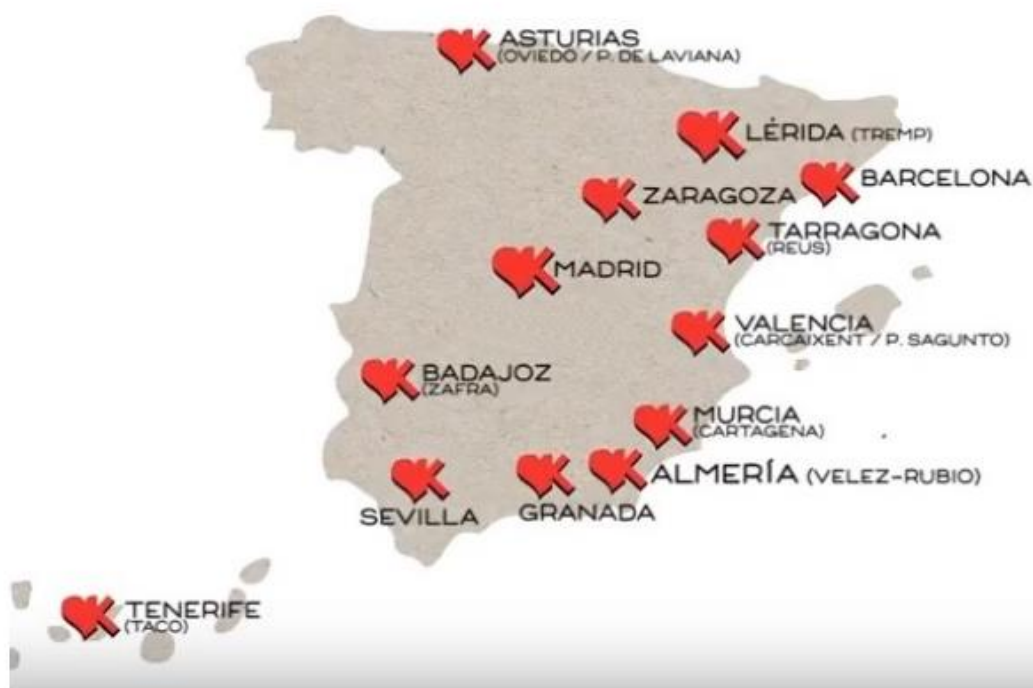 ASTURIAS
(OVIEDO / P. DE LAVIANA)
LÉRIDA (TREMP)
BARCELONA
ZARAGOZA
TARRAGONA
(REUS)
MADRID
VALENCIA
(CARCAIXENT / P. SAGUNTO)
BADAJOZ
(ZAFRA)
MURCIA
(CARTAGENA)
ALMERÍA (VELEZ-RUBIO)
SEVILLA
GRANADA
TENERIFE
(TACO)